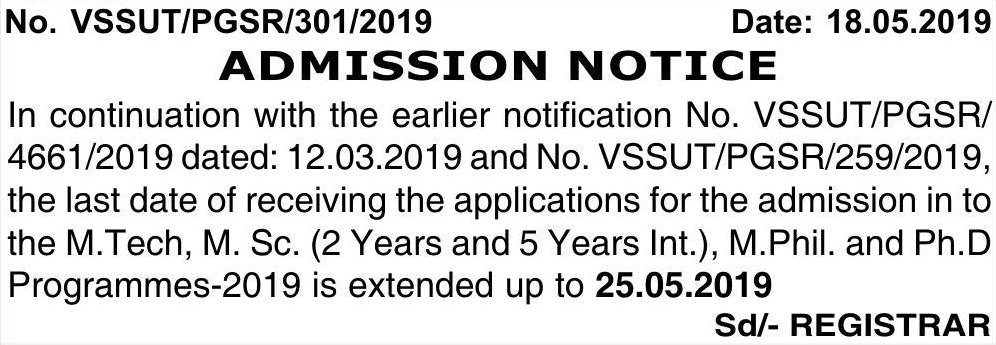 No. VSSUT/PGSR/301/2019 Date: 18.05.2019
ADMISSION NOTICE
In continuation with the earlier notification No. VSSUT/PGSR/
4661/2019 dated: 12.03.2019 and No. VSSUT/PGSR/259/2019,
the last date of receiving the applications for the admission in to
the M.Tech, M. Sc. (2 Years and 5 Years Int.), M.Phil. and Ph.D
Programmes-2019 is extended up to 25.05.2019
Sd/- REGISTRAR